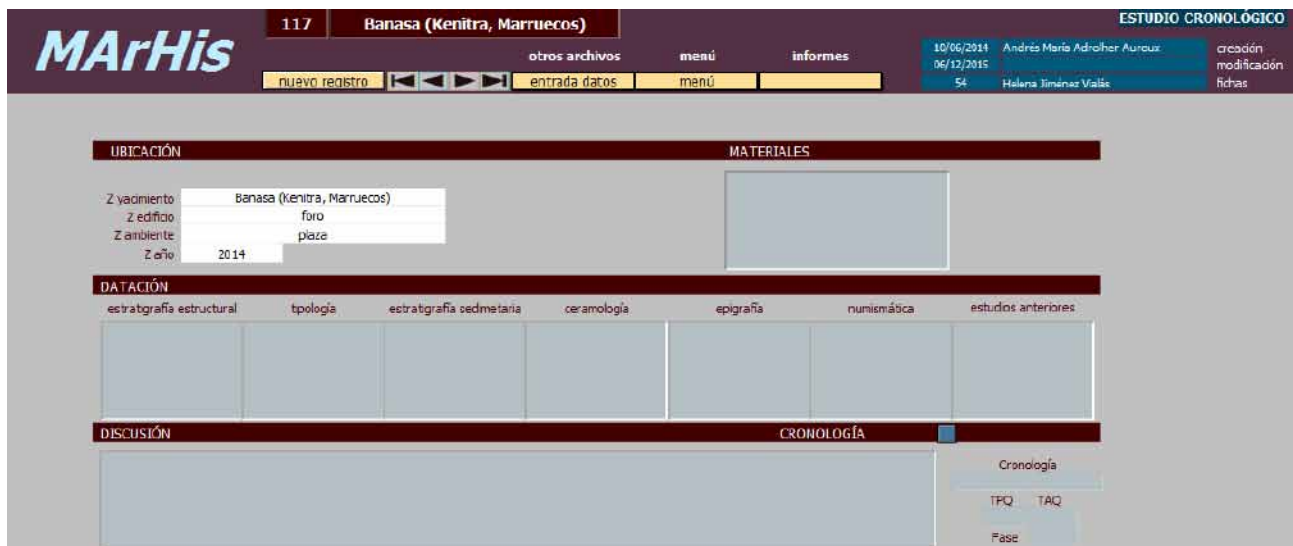 MArHis
117 Banasa (Kenitra, Marruecos)
ESTUDIO CRONOLÓGICO
otros archivos menú informes
nuevo registro entrada datos menú
10/06/2014 Andrés María Adroher Auroux creación
06/12/2015 modificación
54 Helena Jiménez Vialás fichas
UBICACIÓN MATERIALES
Z yacimiento Banasa (Kenitra, Marruecos)
Z edificio foro
Z ambiente plaza
Z año 2014
DATACIÓN
estratigrafía estructural tipología estratigrafía sedimetaria ceramología epigrafía numismática estudios anteriores
DISCUSIÓN CRONOLOGÍA
Cronología
TPQ TAQ
Fase